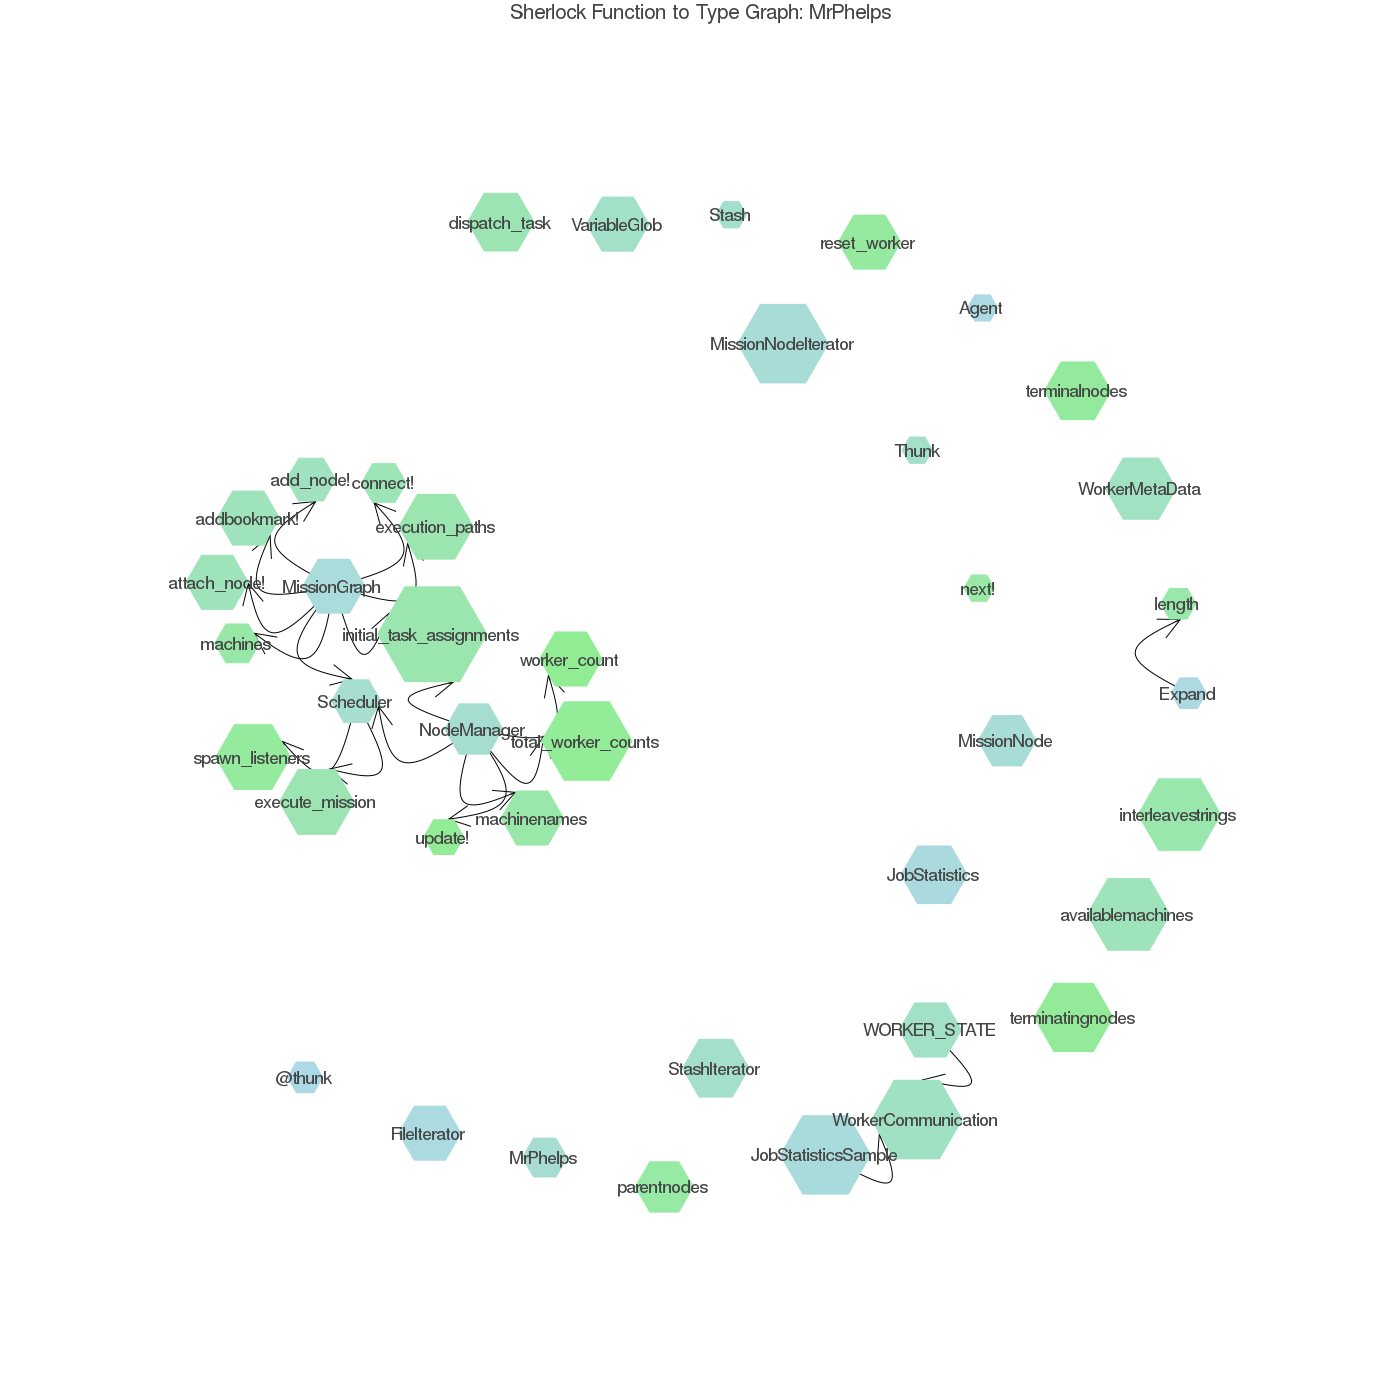 Sherlock Function to Type Graph: MrPhelps
dispatch_task
VariableGlob
Stash
reset_worker
Agent
MissionNodeIterator
terminalnodes
Thunk
WorkerMetaData
add_node!
connect!
addbookmark!
execution_paths
attach_node!
MissionGraph
next!
length
machines
initial_task_assignments
worker_count
Scheduler
Expand
NodeManager
total_worker_counts
MissionNode
spawn_listeners
execute_mission
machinenames
interleavestrings
update!
JobStatistics
availablemachines
terminatingnodes
WORKER_STATE
StashIterator
@thunk
WorkerCommunication
FileIterator
MrPhelps
JobStatisticsSample
parentnodes